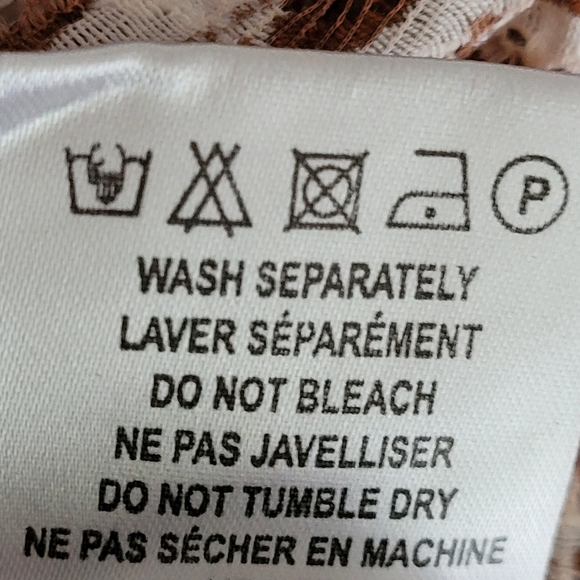 P
WASH SEPARATELY
LAVER SÉPARÉMENT
DO NOT BLEACH
NE PAS JAVELLISER
DO NOT TUMBLE DRY
NE PAS SÉCHER EN MACHINE